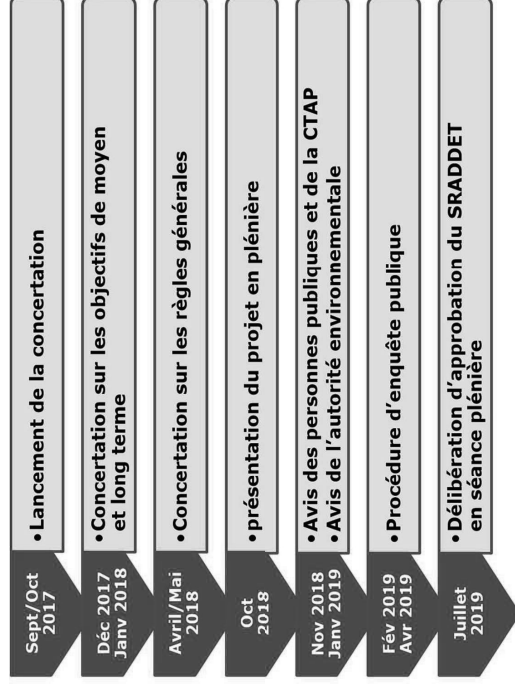 Sept/Oct
2017
• Lancement de la concertation
Déc 2017
Janv 2018
• Concertation sur les objectifs de moyen
et long terme
Avril/Mai
2018
• Concertation sur les règles générales
Oct
2018
• présentation du projet en plénière
Nov 2018
Janv 2019
• Avis des personnes publiques et de la CTAP
• Avis de l'autorité environnementale
Fév 2019
Avr 2019
• Procédure d'enquête publique
Juillet
2019
• Délibération d'approbation du SRADDET
en séance plénière